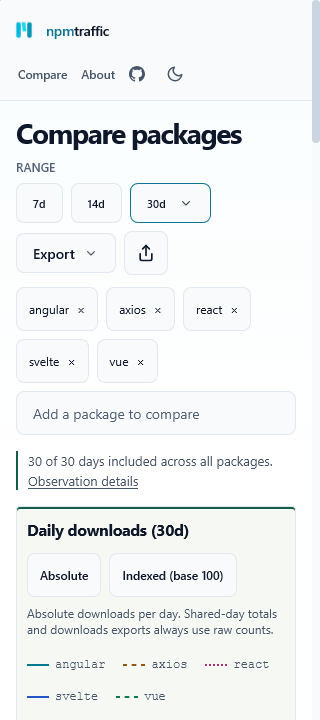 npmtraffic
Compare About
Compare packages
RANGE
7d 14d 30d
Export
angular × axios × react ×
svelte × vue ×
Add a package to compare
30 of 30 days included across all packages.
Observation details
Daily downloads (30d)
Absolute Indexed (base 100)
Absolute downloads per day. Shared-day totals
and downloads exports always use raw counts.
angular axios react
svelte vue